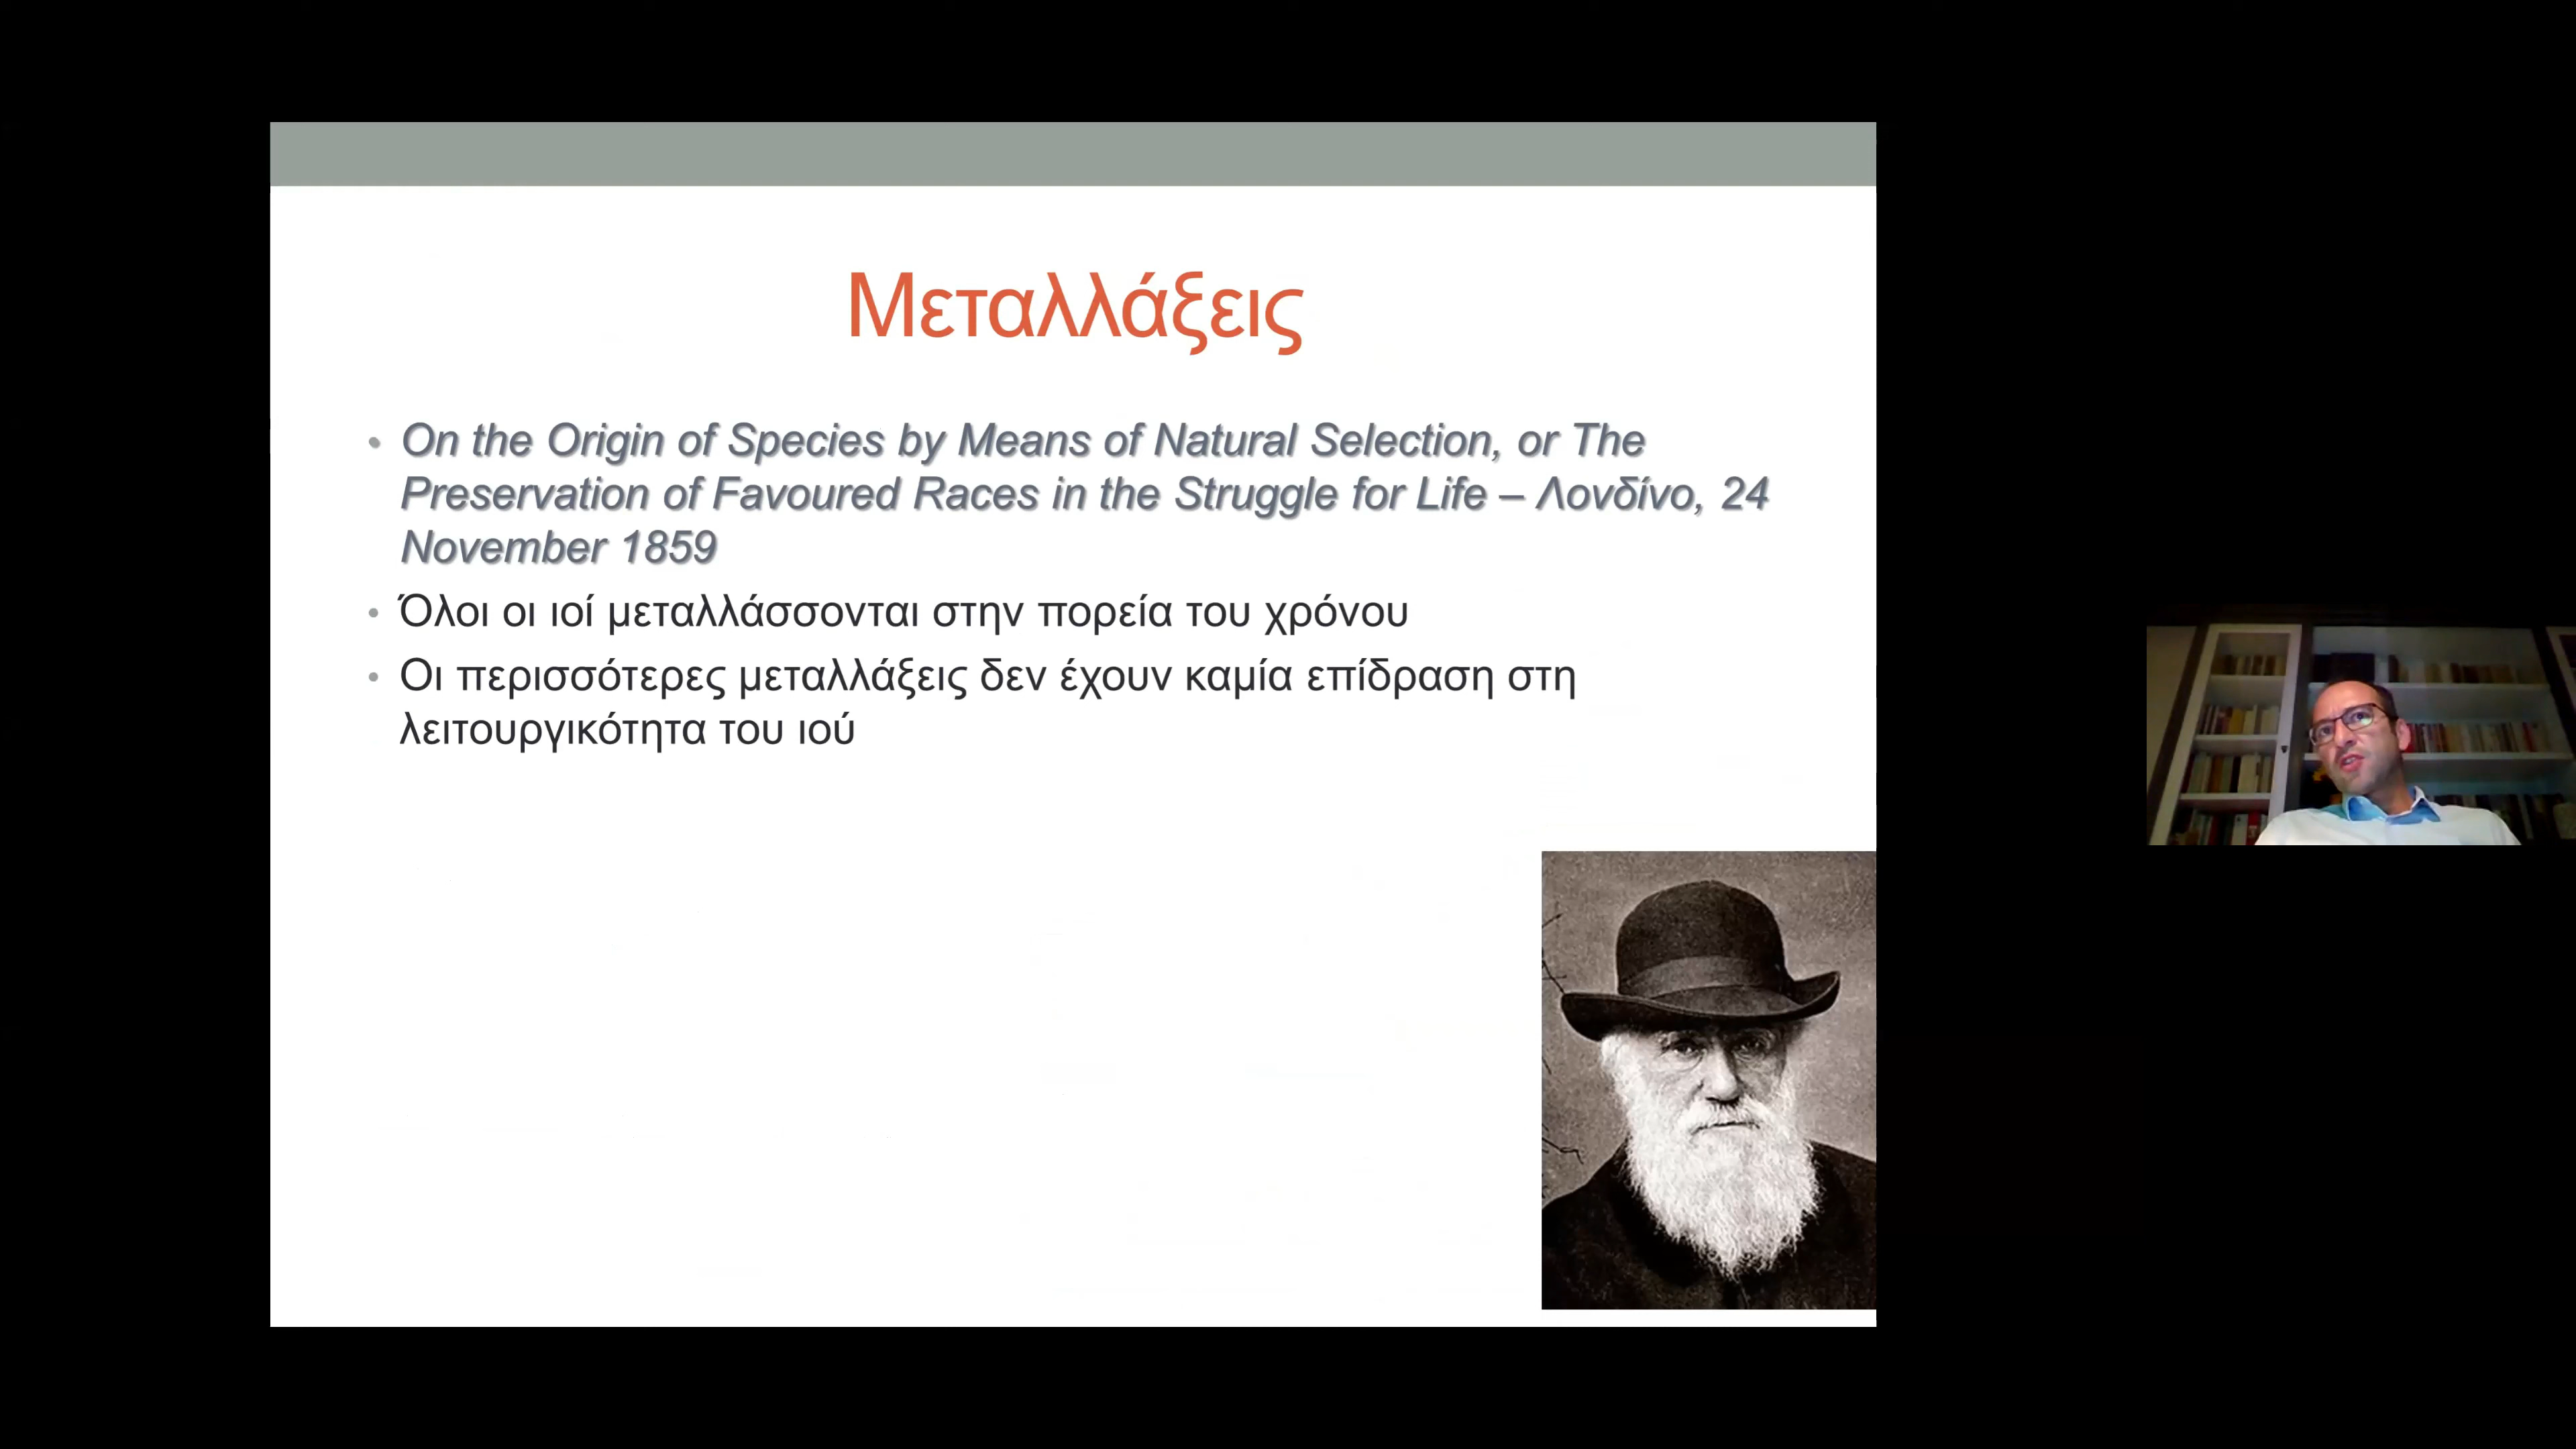 Μεταλλάξεις
• On the Origin of Species by Means of Natural Selection, or The
Preservation of Favoured Races in the Struggle for Life – Λονδίνο, 24
November 1859
• Όλοι οι ιοί μεταλλάσσονται στην πορεία του χρόνου
• Οι περισσότερες μεταλλάξεις δεν έχουν καμία επίδραση στη
λειτουργικότητα του ιού